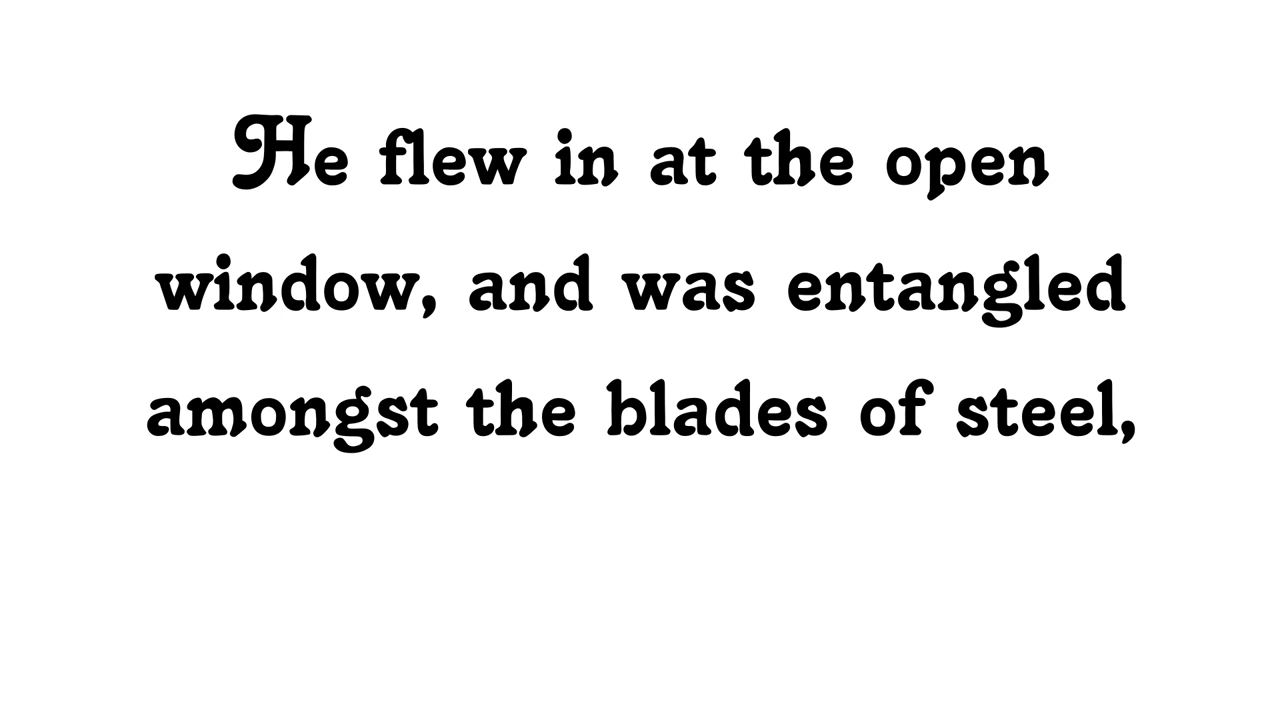 He flew in at the open
window, and was entangled
amongst the blades of steel,